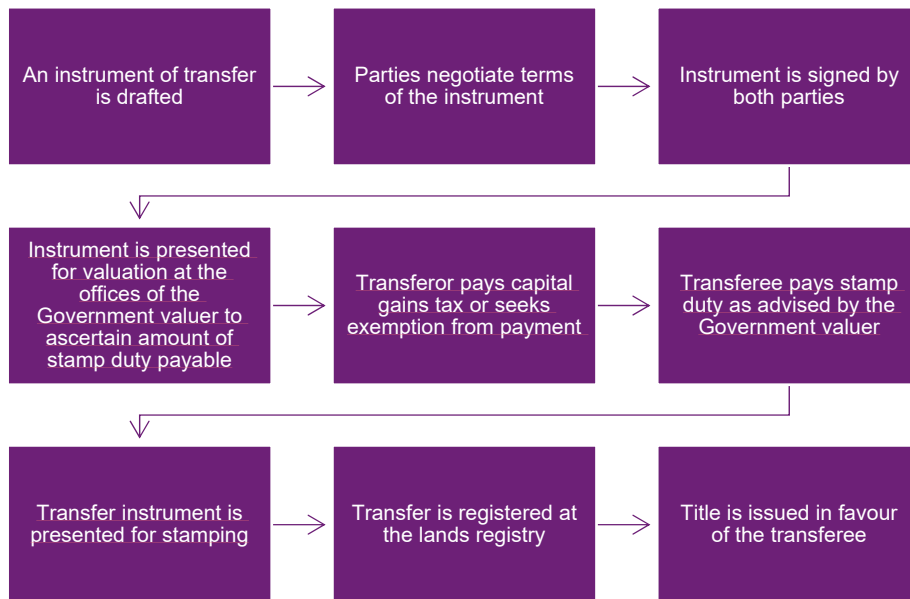 An instrument of transfer
is drafted
Parties negotiate terms
of the instrument
Instrument is signed by
both parties
Instrument is presented
for valuation at the
offices of the
Government valuer to
ascertain amount of
stamp duty payable
Transferor pays capital
gains tax or seeks
exemption from payment
Transferee pays stamp
duty as advised by the
Government valuer
Transfer instrument is
presented for stamping
Transfer is registered at
the lands registry
Title is issued in favour
of the transferee